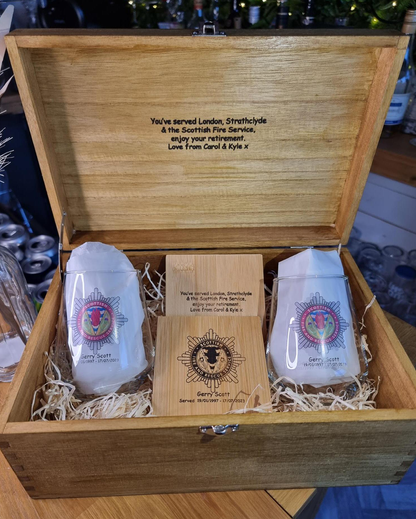 You've served London, Strathclyde
& the Scottish Fire Service,
enjoy your retirement.
Love from Carol & Kyle x
You've served London, Strathclyde
& the Scottish Fire Service,
enjoy your retirement.
Love from Carol & Kyle x
Gerry Scott
Gerry Scott
Served
Gerry Scott